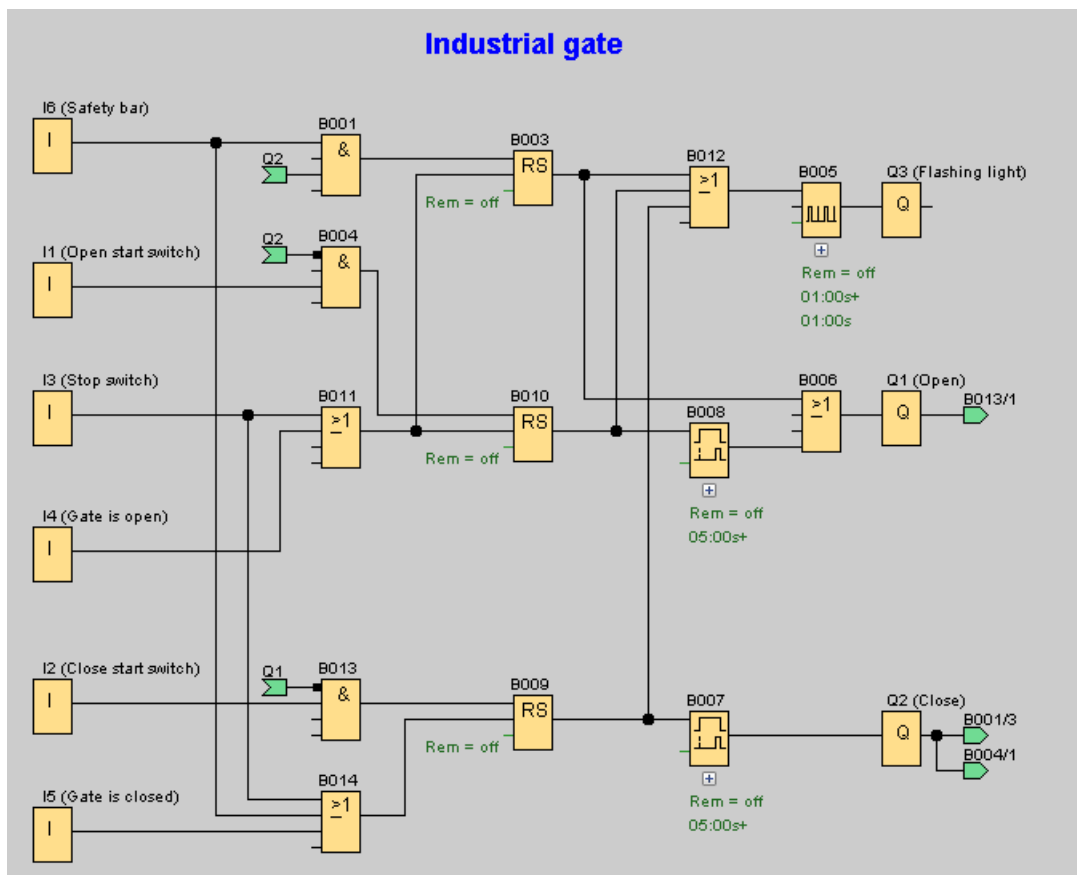 Industrial gate
I6 (Safety bar)
I
B001
&
Q2
B003
RS
Rem = off
B012
>1
B005
Rem = off
01:00s+
01:00s
Q3 (Flashing light)
Q
I1 (Open start switch)
I
Q2
B004
&
I3 (Stop switch)
I
B011
>1
B010
RS
Rem = off
B008
Rem = off
05:00s+
B006
>1
Q1 (Open)
Q
B013/1
I4 (Gate is open)
I
I2 (Close start switch)
I
Q1
B013
&
B009
RS
Rem = off
B007
Rem = off
05:00s+
Q2 (Close)
Q
B001/3
B004/1
I5 (Gate is closed)
I
B014
>1